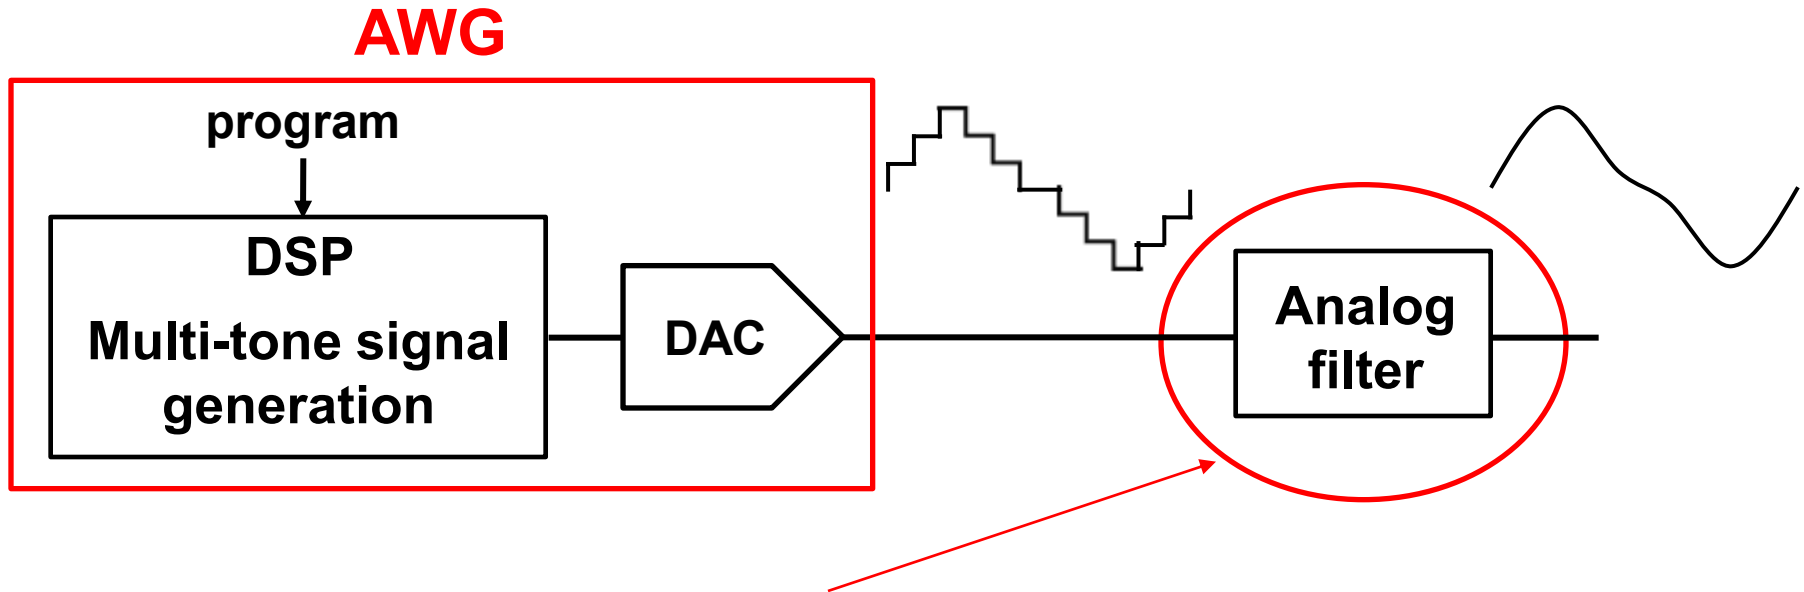 AWG
program
DSP
Multi-tone signal
generation
DAC
Analog
filter